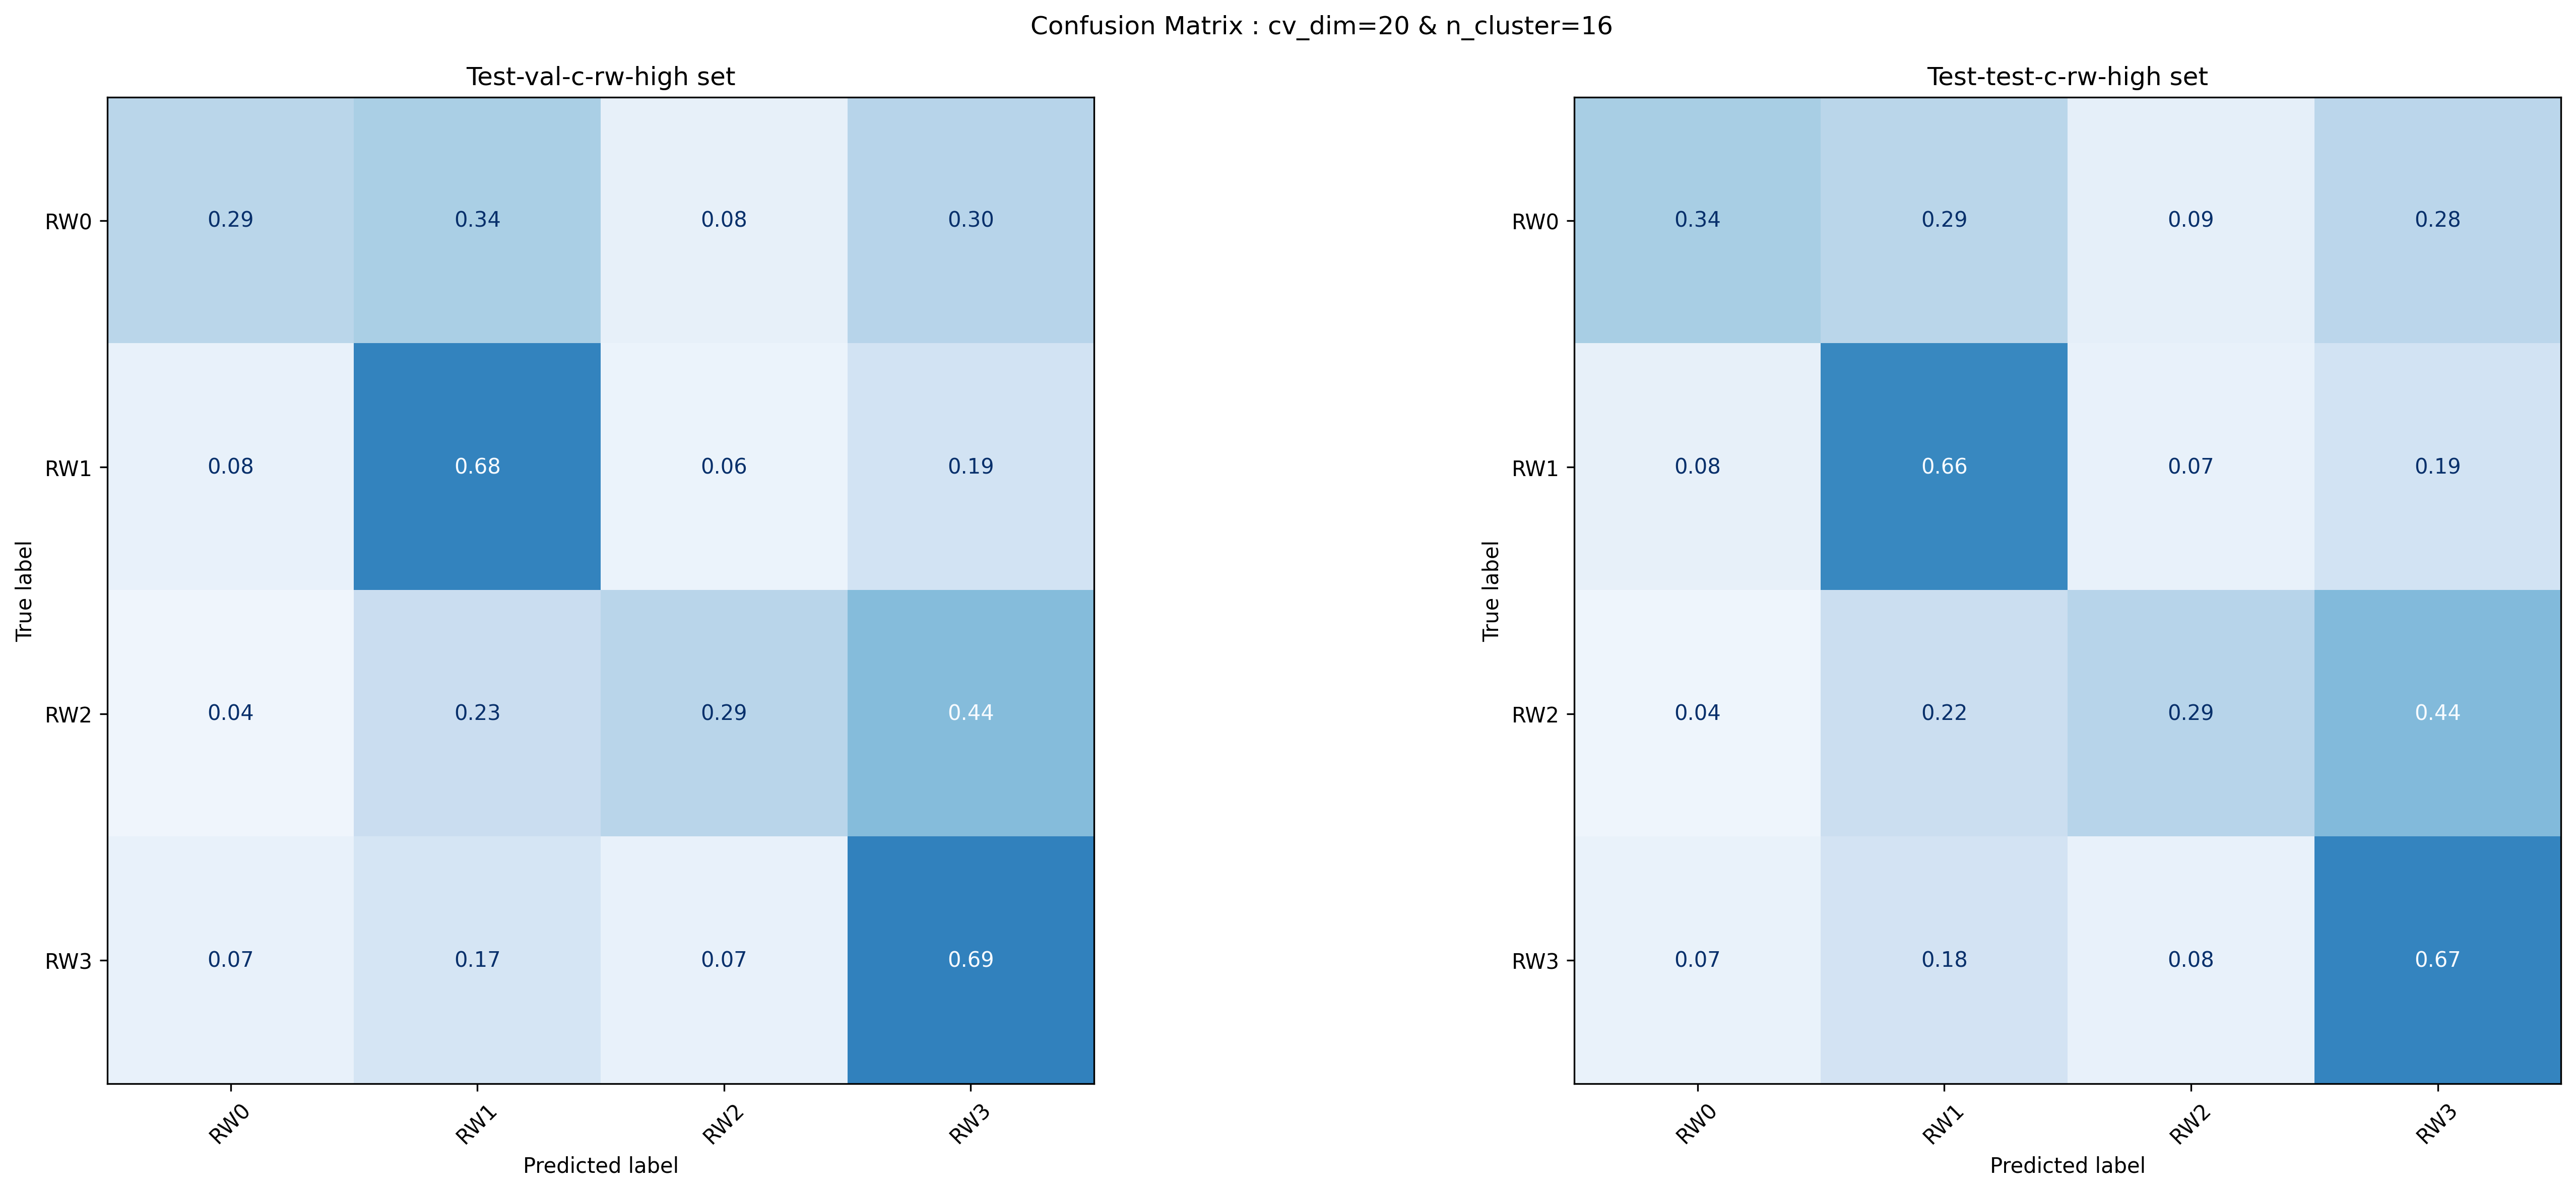 Confusion Matrix : cv_dim=20 & n_cluster=16
Test-val-c-rw-high set
True label
RW0 0.29 0.34 0.08 0.30
RW1 0.08 0.68 0.06 0.19
RW2 0.04 0.23 0.29 0.44
RW3 0.07 0.17 0.07 0.69
RW0 RW1 RW2 RW3
Predicted label
Test-test-c-rw-high set
True label
RW0 0.34 0.29 0.09 0.28
RW1 0.08 0.66 0.07 0.19
RW2 0.04 0.22 0.29 0.44
RW3 0.07 0.18 0.08 0.67
RW0 RW1 RW2 RW3
Predicted label